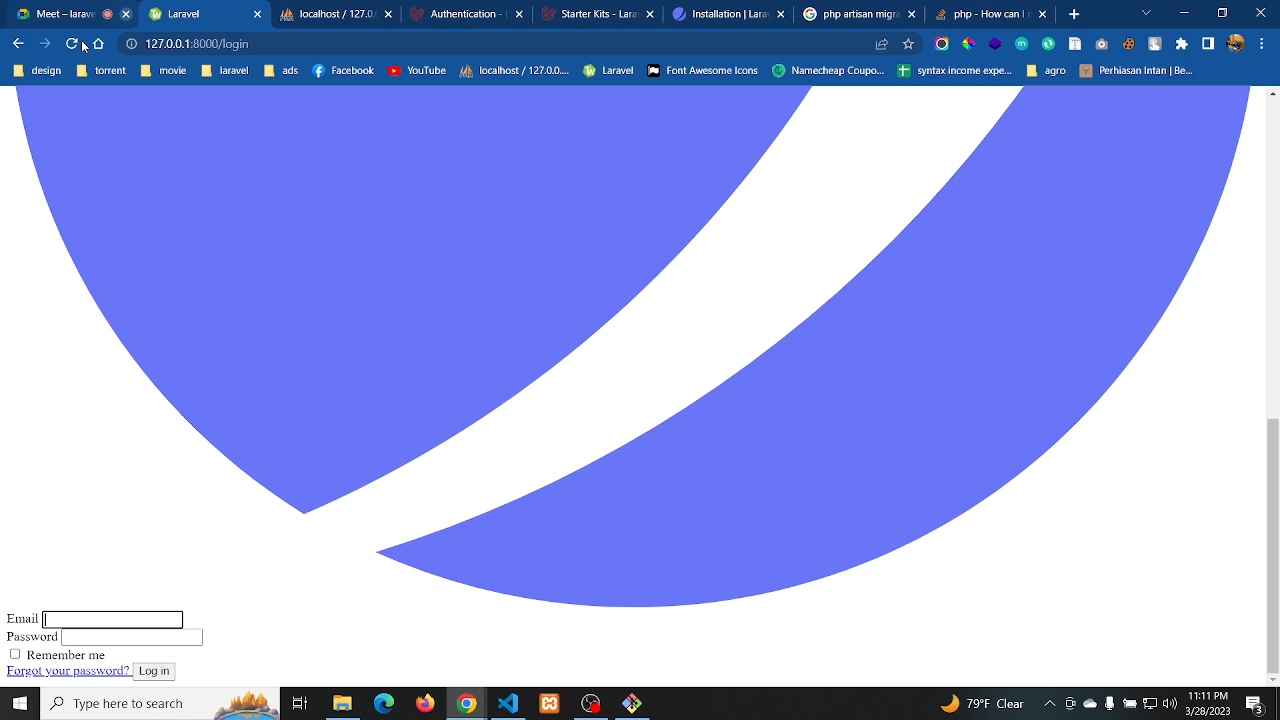 Meet - larave
Laravel
localhost / 127.0.0.
Authentication - l
Starter Kits - Lara
Installation | Lara
php artisan migra
php - How can I r
127.0.0.1:8000/login
design
torrent
movie
laravel
ads
Facebook
YouTube
localhost / 127.0.0....
Laravel
Font Awesome Icons
Namecheap Coupo...
syntax income expe...
agro
Perhiasan Intan | Be...
Email
Password
Remember me
Forgot your password? Log in
Type here to search
79°F Clear
11:11 PM
3/28/2023
3